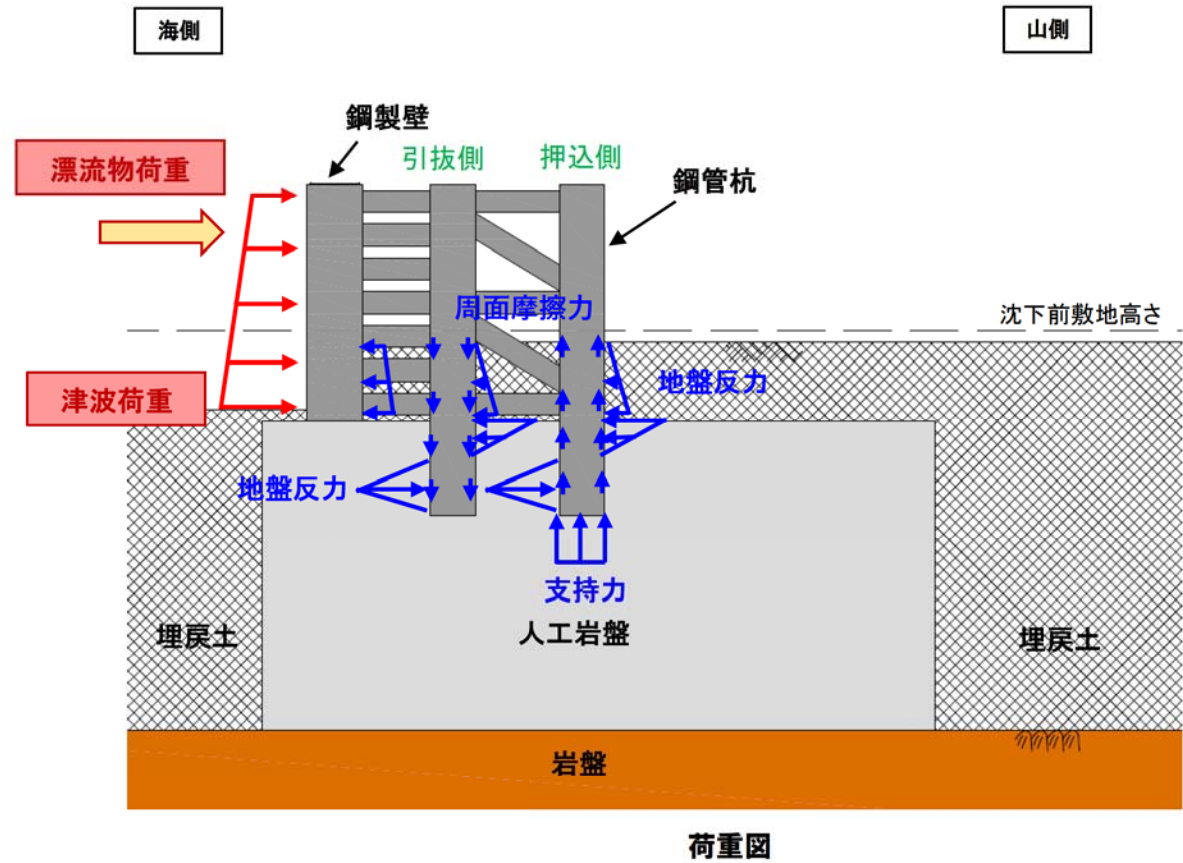 海側
山側
鋼製壁
漂流物荷重
引抜側
押込側
鋼管杭
周面摩擦力
沈下前敷地高さ
津波荷重
地盤反力
地盤反力
支持力
埋戻土
人工岩盤
埋戻土
岩盤
荷重図